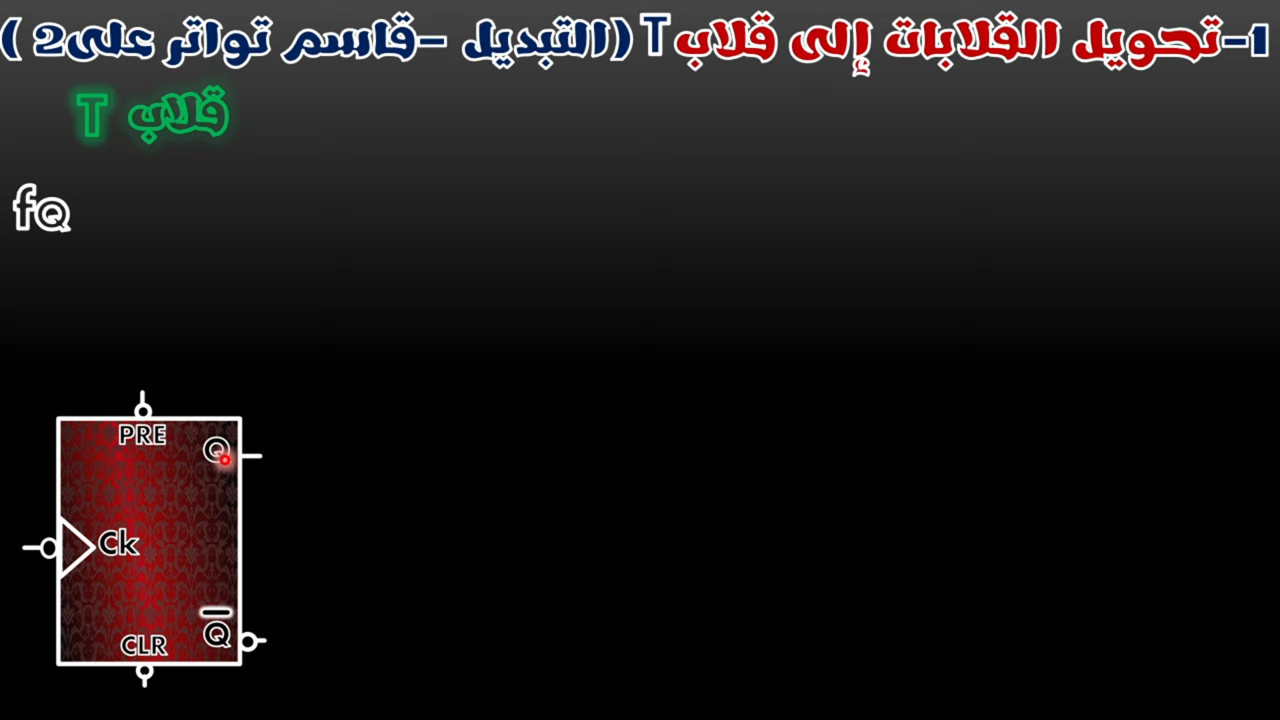 1-تحويل القلابات إلى قلاب T (التبديل -قاسم تواتر على2 )
قلاب T
fQ
PRE
Q
Ck
Q̅
CLR